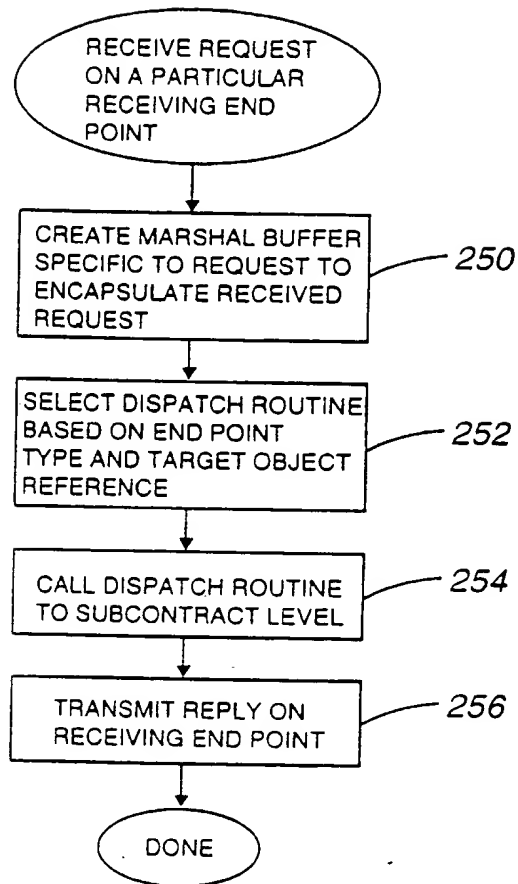 RECEIVE REQUEST
ON A PARTICULAR
RECEIVING END
POINT
CREATE MARSHAL BUFFER
SPECIFIC TO REQUEST TO
ENCAPSULATE RECEIVED
REQUEST
250
SELECT DISPATCH ROUTINE
BASED ON END POINT
TYPE AND TARGET OBJECT
REFERENCE
252
CALL DISPATCH ROUTINE
TO SUBCONTRACT LEVEL
254
TRANSMIT REPLY ON
RECEIVING END POINT
256
DONE